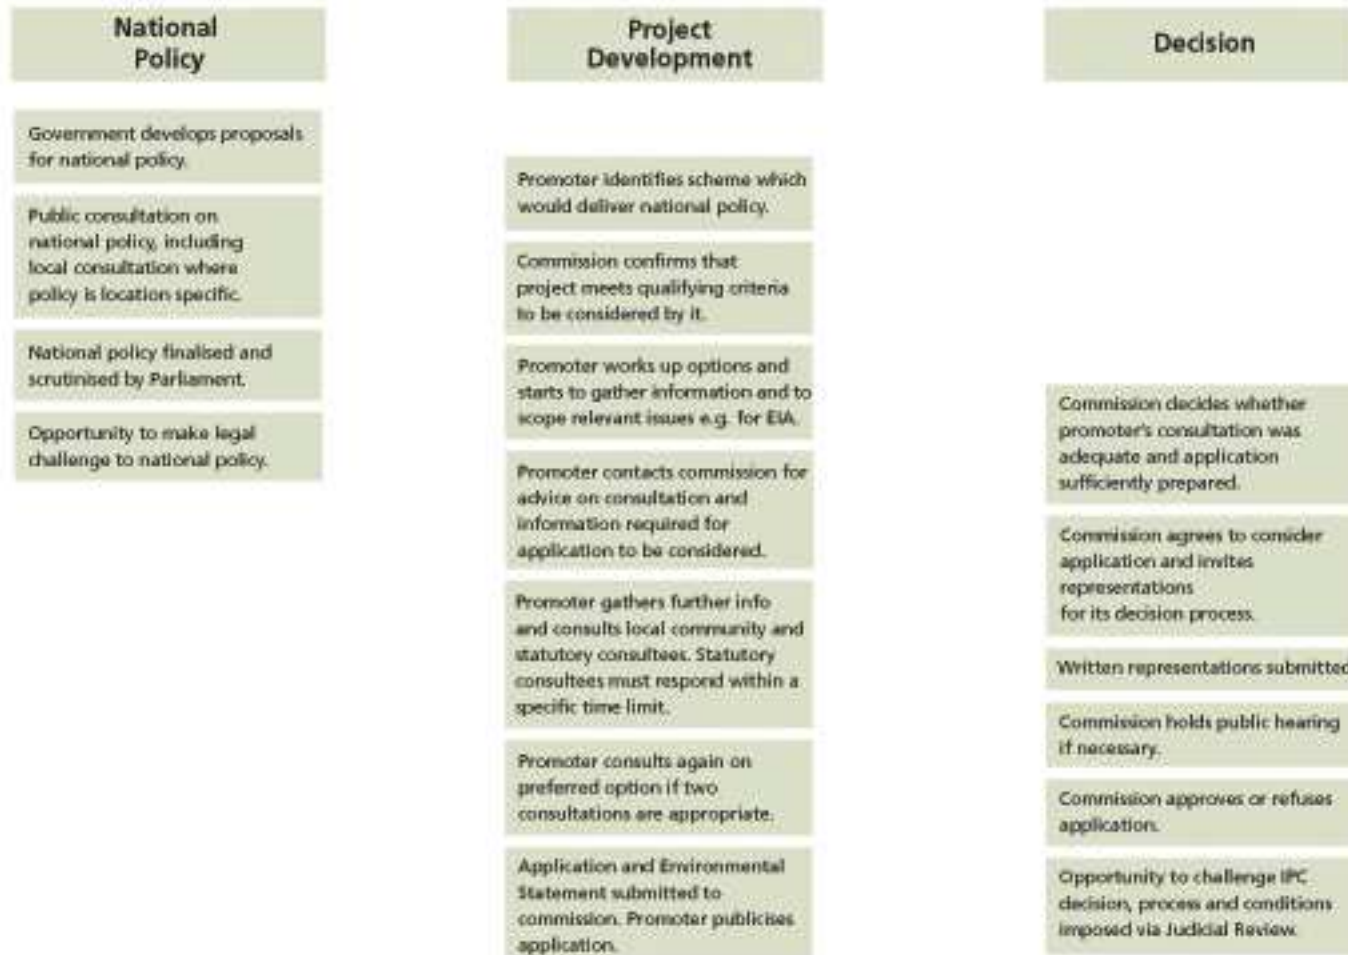 National
Policy
Government develops proposals
for national policy.
Public consultation on
national policy, including
local consultation where
policy is location specific.
National policy finalised and
scrutinised by Parliament.
Opportunity to make legal
challenge to national policy.
Project
Development
Promoter identifies scheme which
would deliver national policy.
Commission confirms that
project meets qualifying criteria
to be considered by it.
Promoter works up options and
starts to gather information and to
scope relevant issues e.g. for EIA.
Promoter contacts commission for
advice on consultation and
information required for
application to be considered.
Promoter gathers further info
and consults local community and
statutory consultees. Statutory
consultees must respond within a
specific time limit.
Promoter consults again on
preferred option if two
consultations are appropriate.
Application and Environmental
Statement submitted to
commission. Promoter publicises
application.
Decision
Commission decides whether
promoter's consultation was
adequate and application
sufficiently prepared.
Commission agrees to consider
application and invites
representations
for its decision process.
Written representations submitted
Commission holds public hearing
if necessary.
Commission approves or refuses
application.
Opportunity to challenge IPC
decision, process and conditions
imposed via Judicial Review.